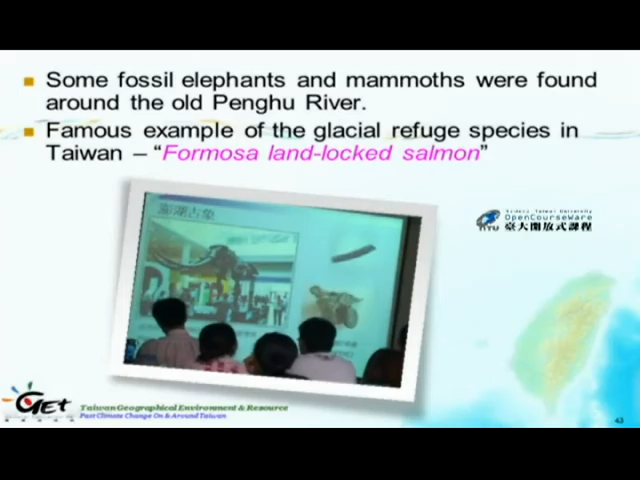 Some fossil elephants and mammoths were found
around the old Penghu River.
Famous example of the glacial refuge species in
Taiwan – “Formosa land-locked salmon”
澎湖古象
OpenCourseWare
NTU 臺大開放式課程
GEt
Taiwan Geographical Environment & Resource
Past Climate Change On & Around Taiwan
43